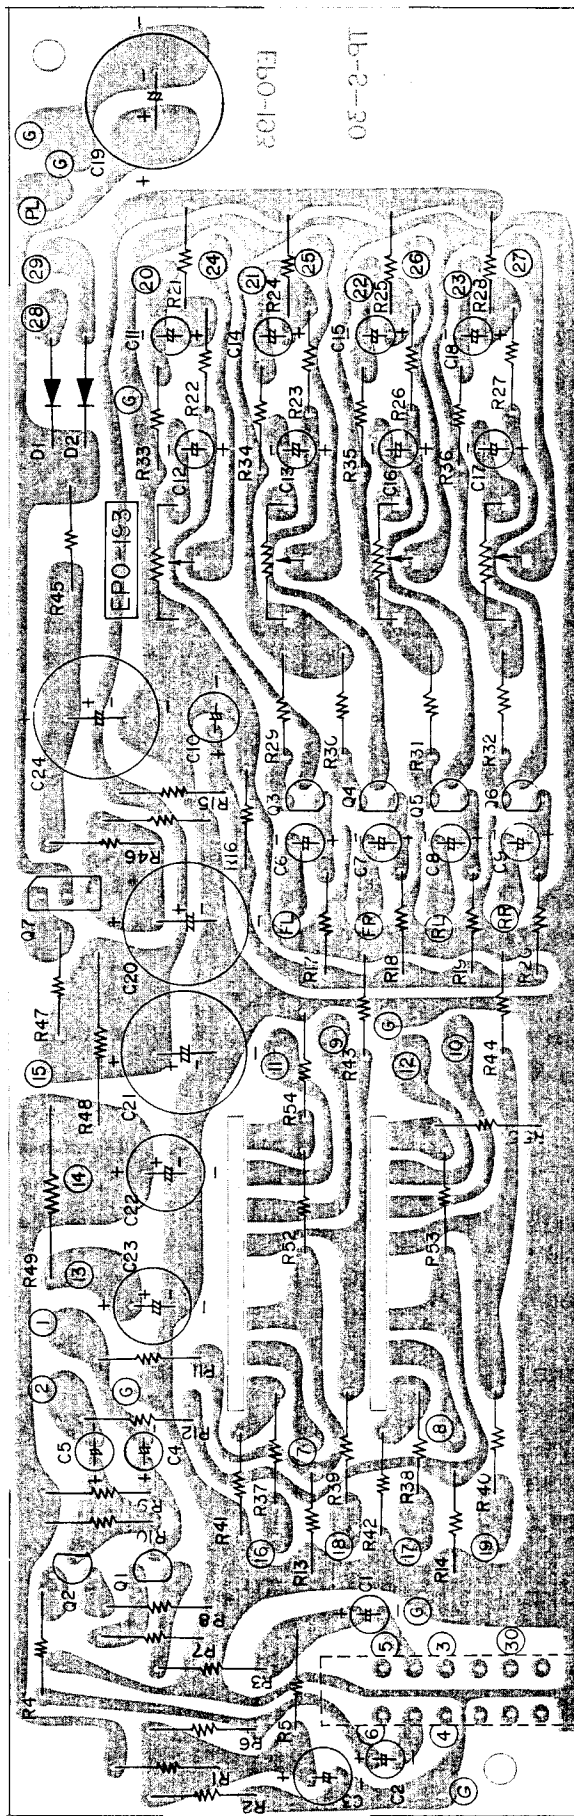 TP-S-30
EPO-193
G
G
C19
PL
29
28
20
24
21
25
22
26
23
27
R21
R24
R25
R28
C11
C14
C15
C18
D1
D2
G
R33
R22
R34
R23
R35
R26
R36
R27
C12
C13
C16
C17
EPO-193
R45
C24
C10
R29
R30
R31
R32
R15
R46
R16
Q3
Q4
Q5
Q6
C6
C7
C8
C9
Q7
C20
FL
FR
RL
RR
R17
R18
R19
R20
R47
15
R48
C21
11
9
R43
G
12
10
R44
R54
14
R49
C22
R52
R53
13
C23
1
2
G
R11
R12
C5
C4
R9
R10
R41
R37
7
R39
R42
R38
8
R40
16
R13
18
17
R14
19
Q2
Q1
R4
R8
R7
R3
C1
G
5
3
30
R5
R6
R1
R2
C3
6
C2
4
G